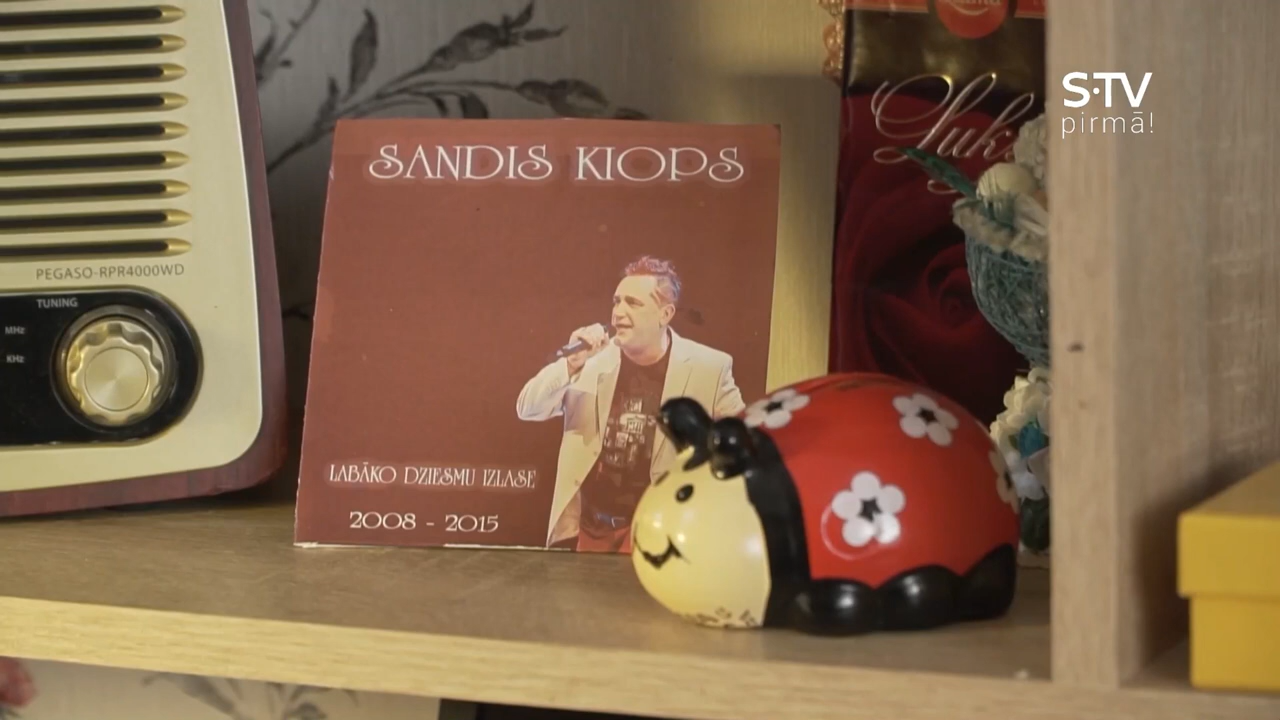 S·TV
pirmā!
SANDIS KIOPS
PEGASO-RPR4000WD
TUNING
MHz
KHz
LABĀKO DZIESMU IZLASE
2008 - 2015